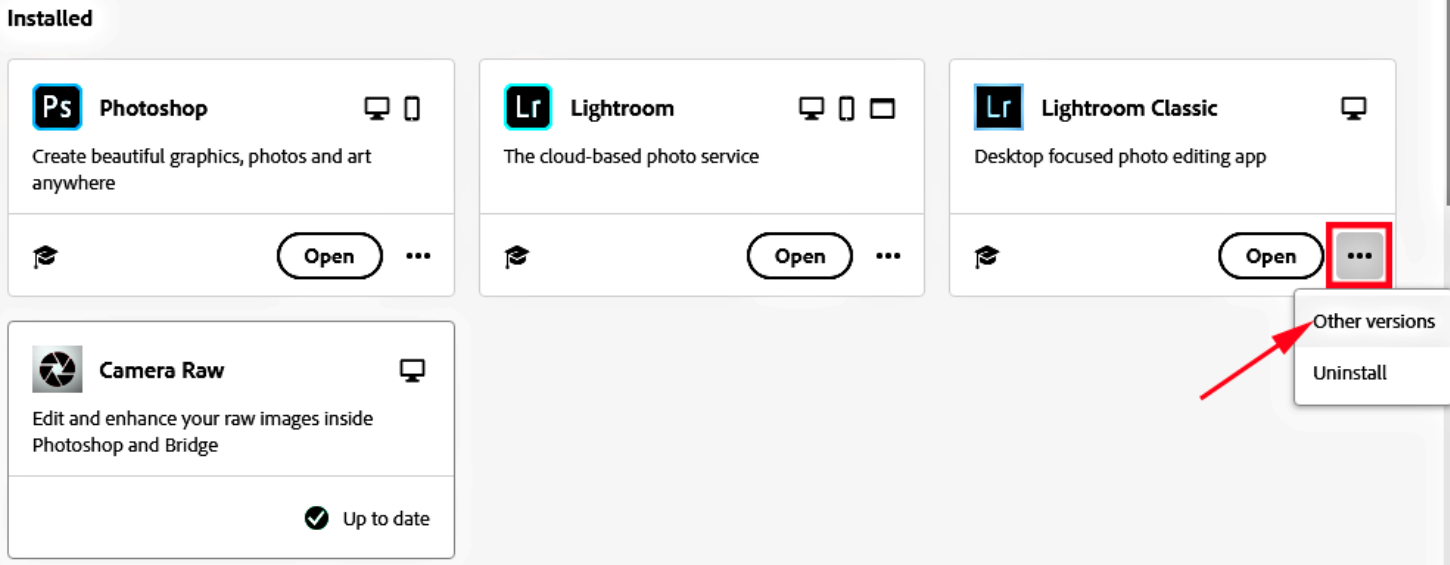 Installed
Ps Photoshop
Create beautiful graphics, photos and art
anywhere
Open
Lr Lightroom
The cloud-based photo service
Open
Lr Lightroom Classic
Desktop focused photo editing app
Open
Other versions
Uninstall
Camera Raw
Edit and enhance your raw images inside
Photoshop and Bridge
Up to date